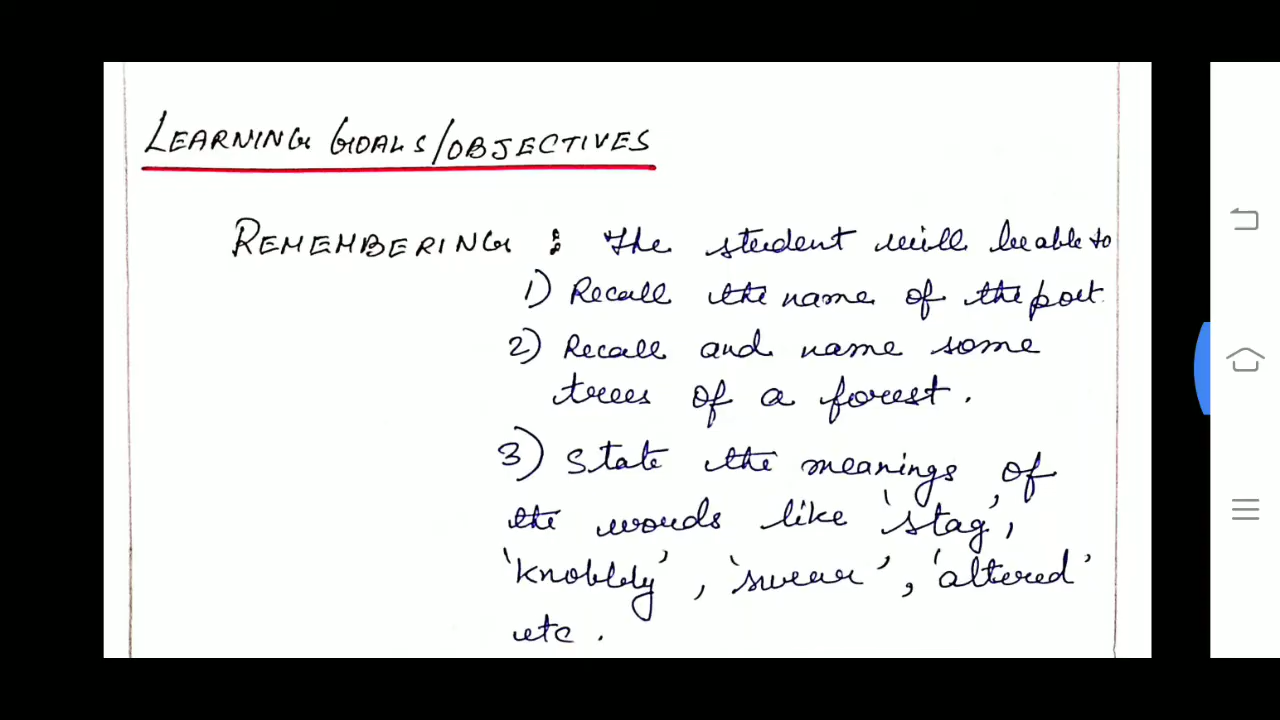 LEARNING GOALS/OBJECTIVES
REMEMBERING : The student will be able to
1) Recall the name of the poet.
2) Recall and name some
trees of a forest.
3) State the meanings of
the words like 'stag',
'knobbly', 'swear', 'altered'
etc.